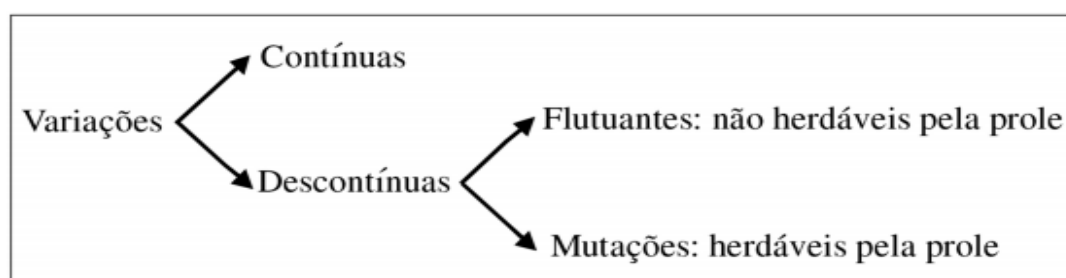 Contínuas
Variações
Flutuantes: não herdáveis pela prole
Descontínuas
Mutações: herdáveis pela prole